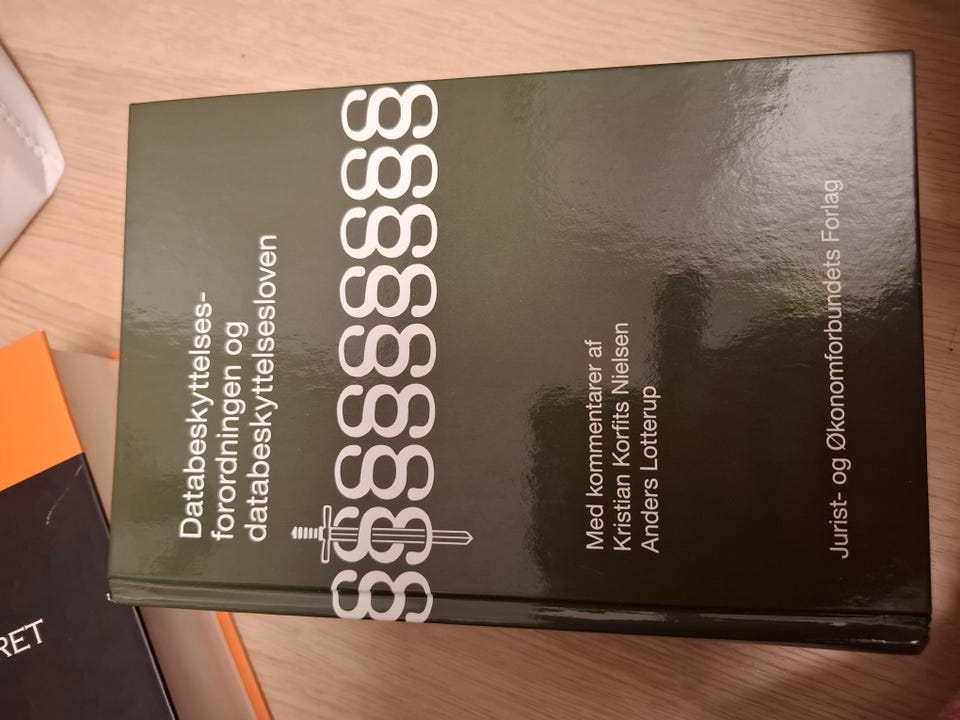 Databeskyttelses-
forordningen og
databeskyttelsesloven
§§§§§§§§
Med kommentarer af
Kristian Korfits Nielsen
Anders Lotterup
Jurist- og Økonomforbundets Forlag
RET